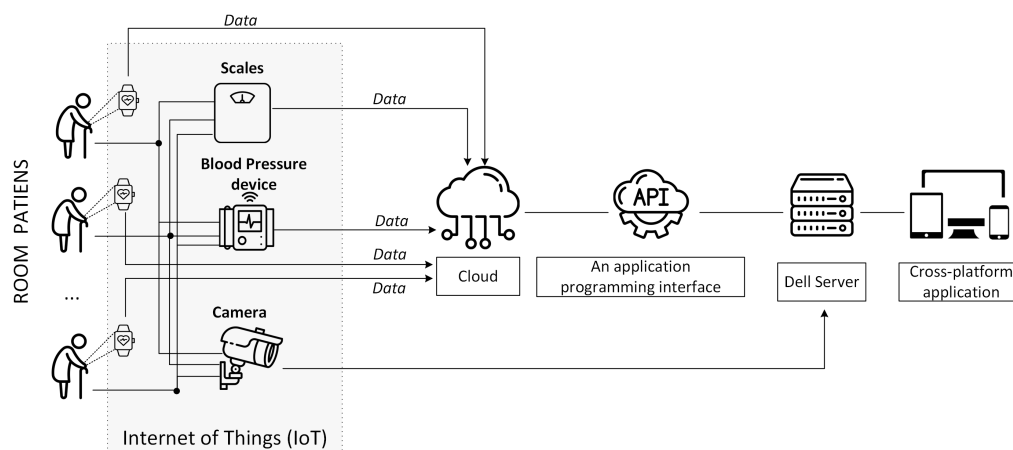 Data
Scales
Data
Blood Pressure
device
ROOM PATIENS
API
Data
Data
Cloud
An application
programming interface
Dell Server
Cross-platform
application
...
Data
Camera
Internet of Things (IoT)